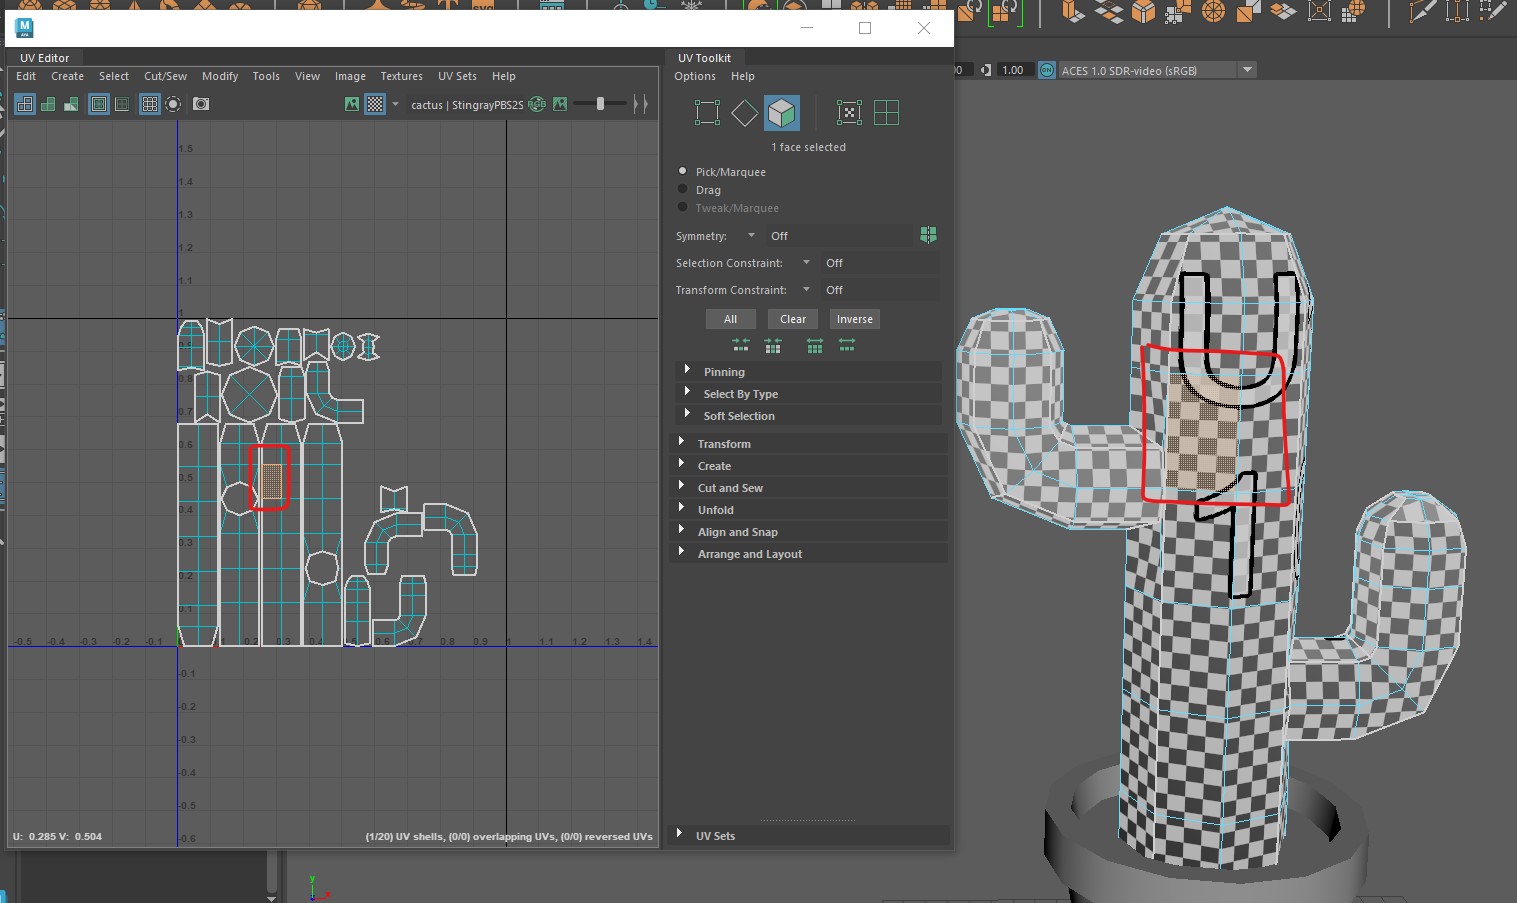 UV Editor
UV Toolkit
Edit Create Select Cut/Sew Modify Tools View Image Textures UV Sets Help
Options Help
1.00 ACES 1.0 SDR-video (sRGB)
cactus | StingrayPBS2S
1 face selected
Pick/Marquee
Drag
Tweak/Marquee
Symmetry: Off
Selection Constraint: Off
Transform Constraint: Off
All Clear Inverse
Pinning
Select By Type
Soft Selection
Transform
Create
Cut and Sew
Unfold
Align and Snap
Arrange and Layout
UV Sets
1.5
1.4
1.3
1.2
1.1
1
0.8
0.7
0.6
0.5
0.4
0.3
0.2
0.1
-0.5 -0.4 -0.3 -0.2 -0.1 0.2 0.3 0.4 0.5 0.6 0.7 0.8 0.9 1 1.1 1.2 1.3 1.4
-0.1
-0.2
-0.3
-0.4
-0.5
-0.6
U: 0.285 V: 0.504 (1/20) UV shells, (0/0) overlapping UVs, (0/0) reversed UVs
U
1
y